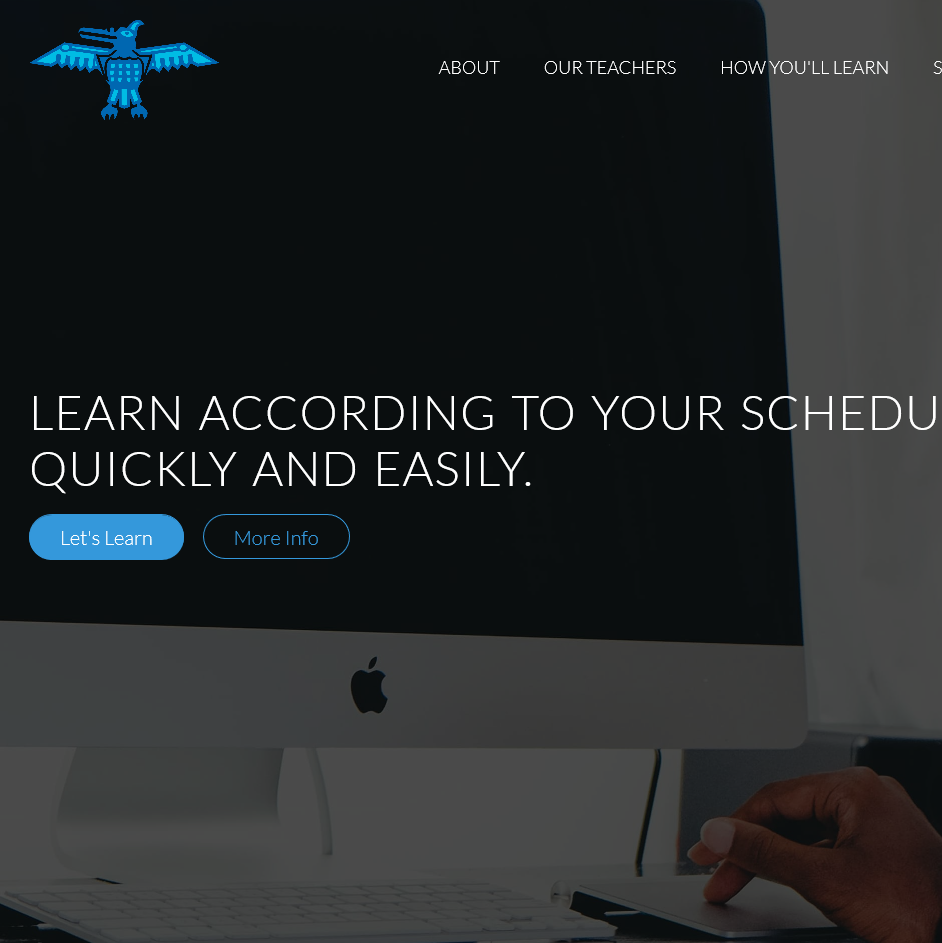 ABOUT OUR TEACHERS HOW YOU'LL LEARN
LEARN ACCORDING TO YOUR SCHEDU
QUICKLY AND EASILY.
Let's Learn More Info